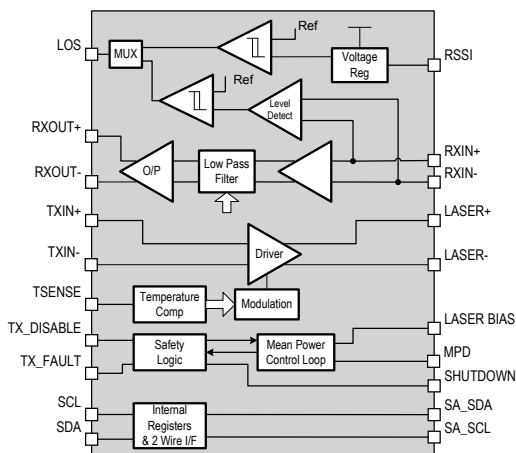 LOS
MUX
Ref
Voltage
Reg
RSSI
Ref
Level
Detect
RXOUT+
RXOUT-
O/P
Low Pass
Filter
RXIN+
RXIN-
TXIN+
TXIN-
Driver
LASER+
LASER-
TSENSE
Temperature
Comp
Modulation
TX_DISABLE
TX_FAULT
Safety
Logic
Mean Power
Control Loop
LASER BIAS
MPD
SHUTDOWN
SCL
SDA
Internal
Registers
& 2 Wire I/F
SA_SDA
SA_SCL